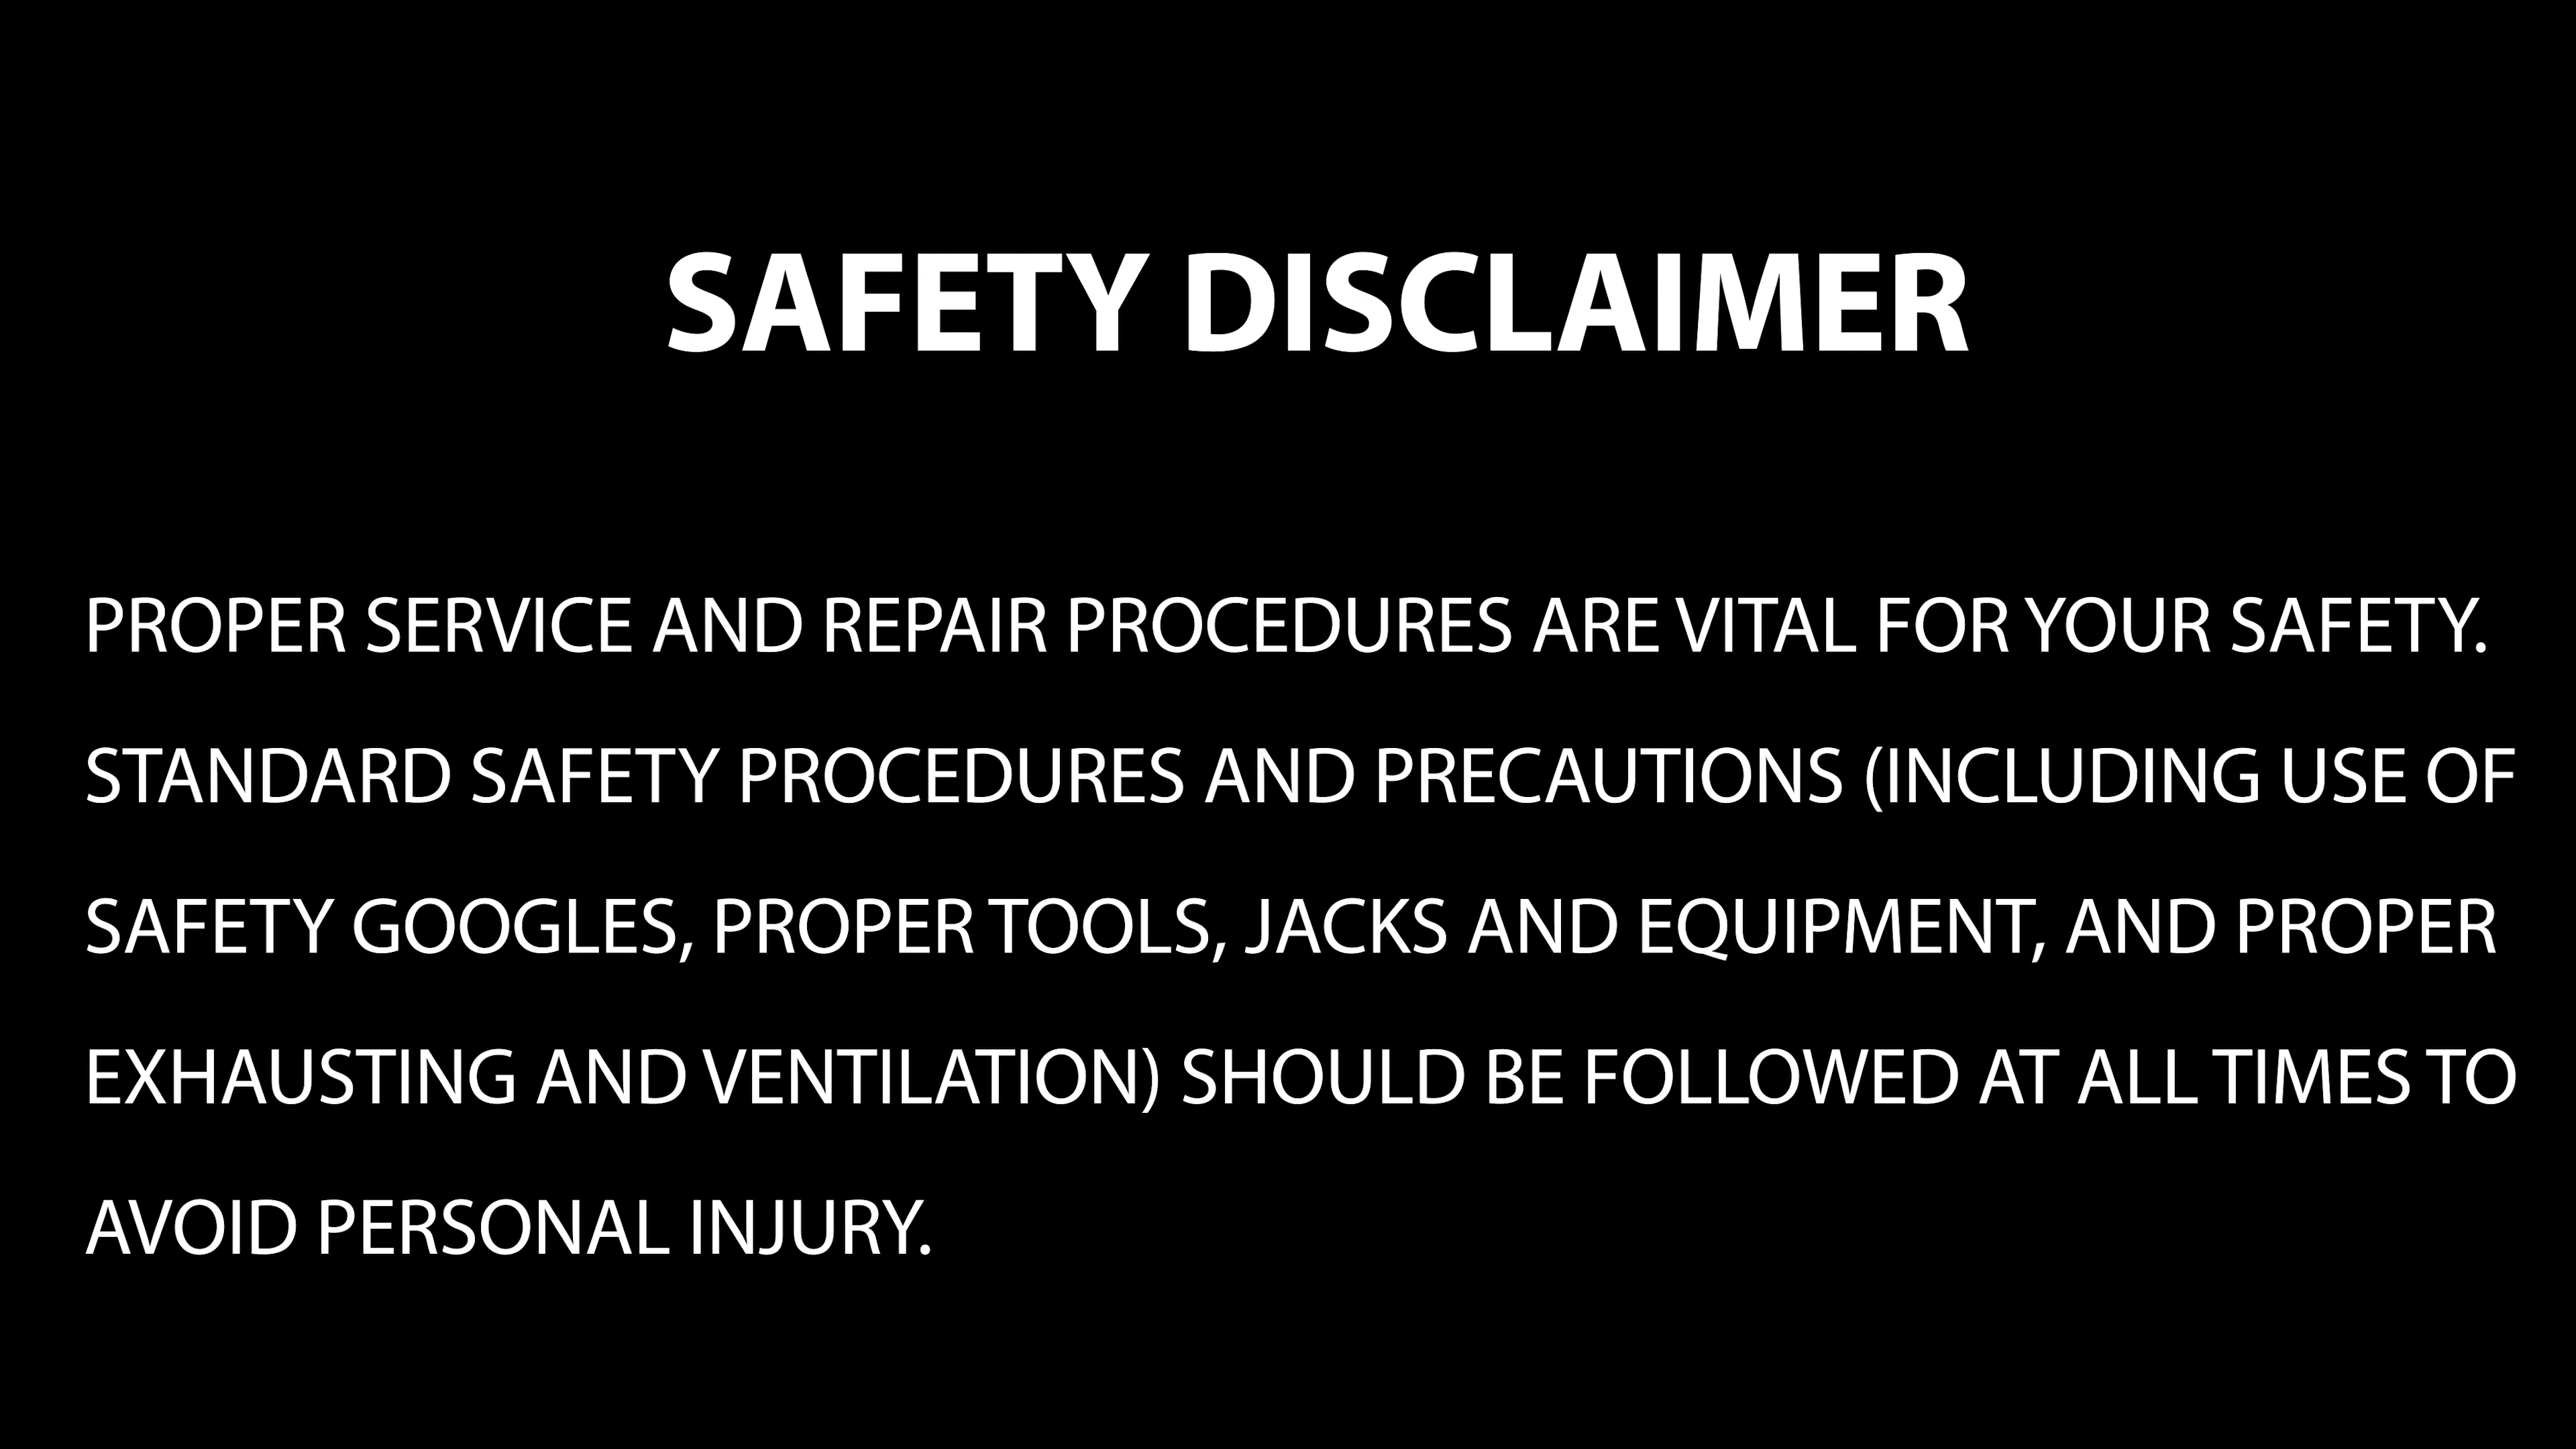 SAFETY DISCLAIMER
PROPER SERVICE AND REPAIR PROCEDURES ARE VITAL FOR YOUR SAFETY.
STANDARD SAFETY PROCEDURES AND PRECAUTIONS (INCLUDING USE OF
SAFETY GOOGLES, PROPER TOOLS, JACKS AND EQUIPMENT, AND PROPER
EXHAUSTING AND VENTILATION) SHOULD BE FOLLOWED AT ALL TIMES TO
AVOID PERSONAL INJURY.